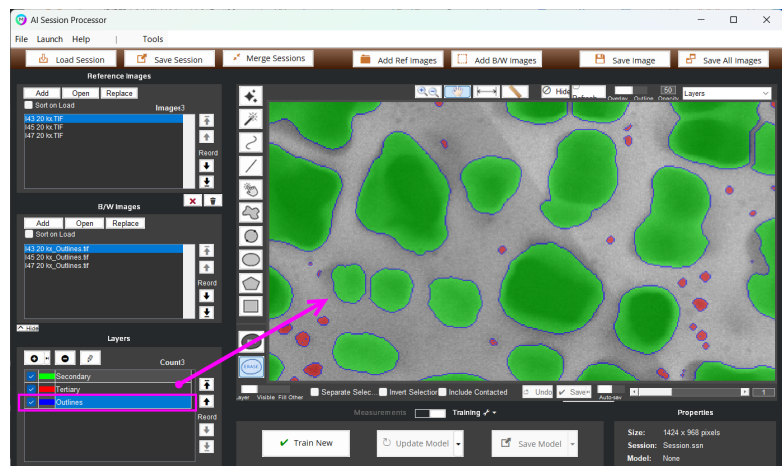 AI Session Processor
File Launch Help | Tools
Load Session Save Session Merge Sessions Add Ref Images Add B/W Images Save Image Save All Images
Reference Images
Add Open Replace
Sort on Load Images3
I43 20 kx.TIF
I45 20 kx.TIF
I47 20 kx.TIF
Reord
B/W Images
Add Open Replace
Sort on Load
I43 20 kx_Outlines.tif
I45 20 kx_Outlines.tif
I47 20 kx_Outlines.tif
Reord
Hide
Layers
Count3
Secondary
Tertiary
Outlines
Reord
Hide Refresh Overlay Outline Opacity 50 Layers
ERASE
Layer Visible Fill Other Separate Selec... Invert Selection Include Contacted Undo Save Auto-sav 1
Measurements Training
Train New Update Model Save Model
Properties
Size: 1424 x 968 pixels
Session: Session.ssn
Model: None